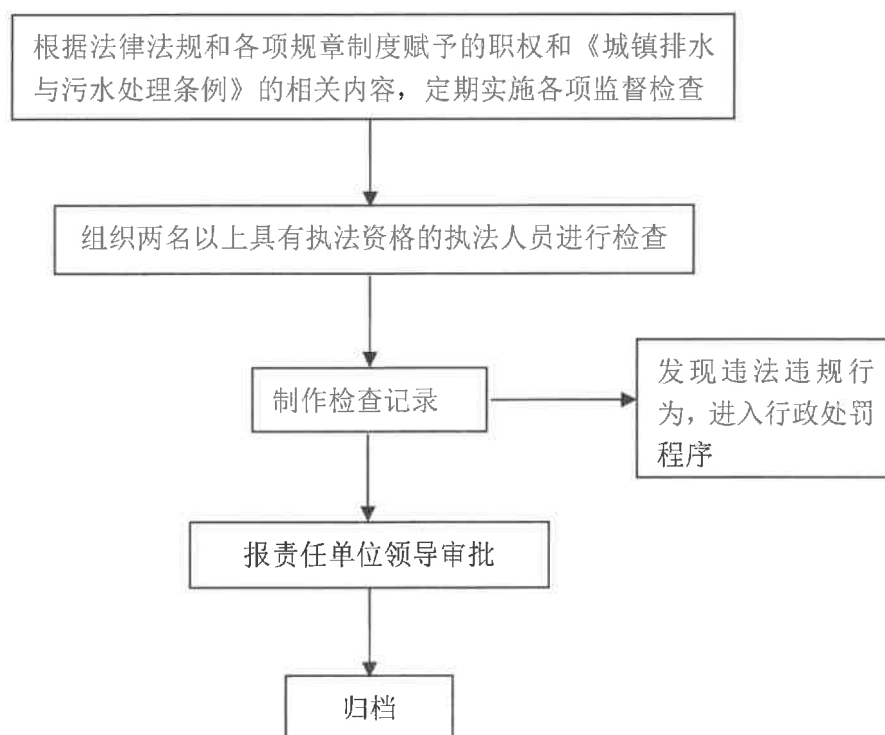 根据法律法规和各项规章制度赋予的职权和《城镇排水
与污水处理条例》的相关内容，定期实施各项监督检查
组织两名以上具有执法资格的执法人员进行检查
制作检查记录
发现违法违规行
为，进入行政处罚
程序
报责任单位领导审批
归档